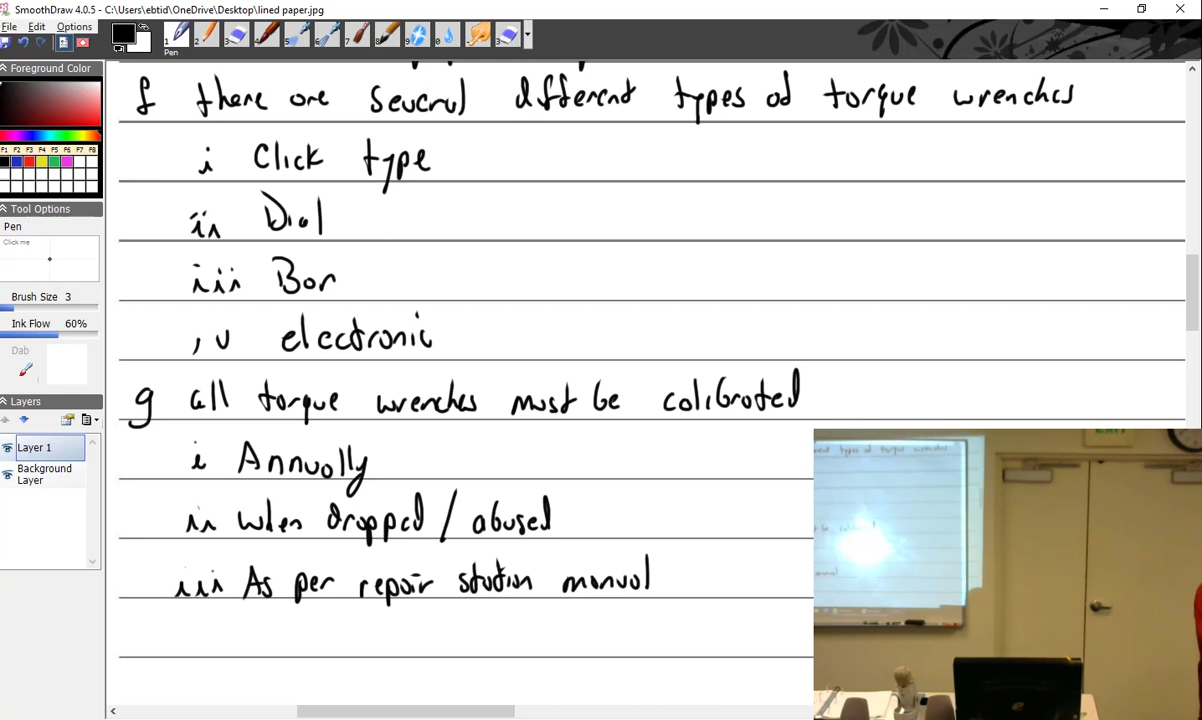 SmoothDraw 4.0.5 - C:\Users\ebtid\OneDrive\Desktop\lined paper.jpg
File Edit Options
Pen
Foreground Color
F1 F2 F3 F4 F5 F6 F7 F8
Tool Options
Pen
Click me
Brush Size 3
Ink Flow 60%
Dab
Layers
Layer 1
Background Layer
f there are several different types of torque wrenches
i Click type
ii Dial
iii Bar
iv electronic
g all torque wrenches must be calibrated
i Annually
ii when dropped / abused
iii As per repair station manual